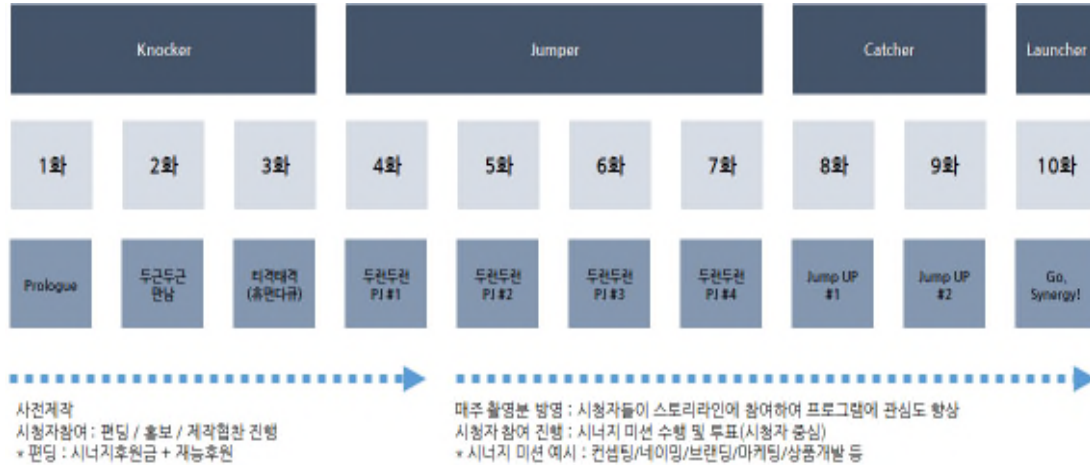 Knocker Jumper Catcher Launcher
1화 2화 3화 4화 5화 6화 7화 8화 9화 10화
Prologue
두근두근
만남
티격태격
(휴먼다큐)
두런두런
PJ #1
두런두런
PJ #2
두런두런
PJ #3
두런두런
PJ #4
Jump UP
#1
Jump UP
#2
Go,
Synergy!
사전제작
시청자참여 : 펀딩 / 홍보 / 제작협찬 진행
* 펀딩 : 시너지후원금 + 재능후원
매주 촬영분 방영 : 시청자들이 스토리라인에 참여하여 프로그램에 관심도 향상
시청자 참여 진행 : 시너지 미션 수행 및 투표(시청자 중심)
* 시너지 미션 예시 : 컨셉팅/네이밍/브랜딩/마케팅/상품개발 등